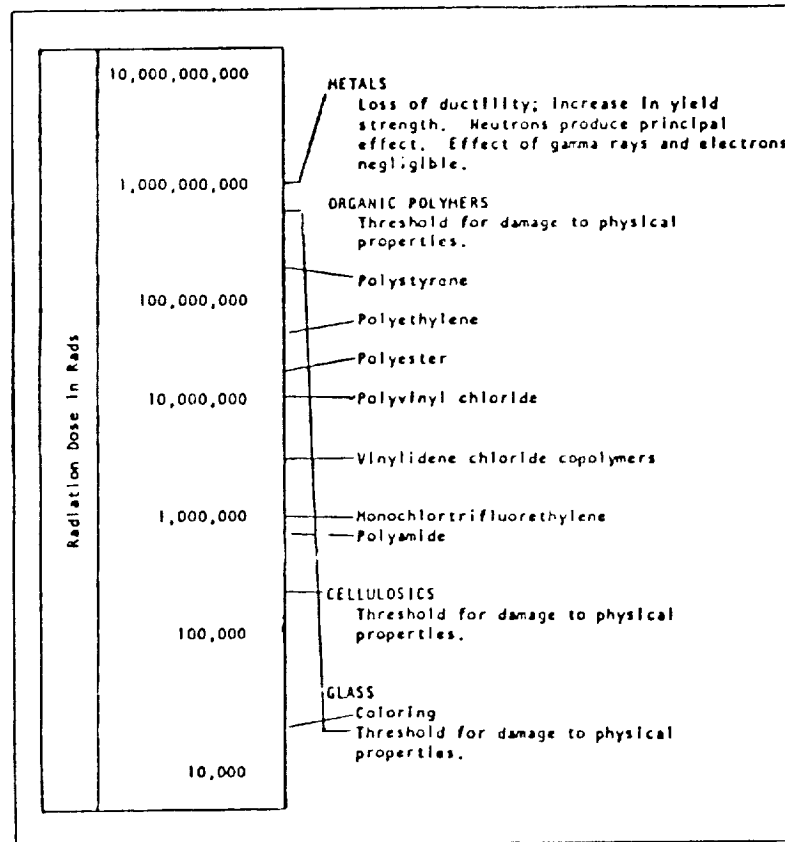 Radiation Dose in Rads
10,000,000,000
1,000,000,000
100,000,000
10,000,000
1,000,000
100,000
10,000
METALS
Loss of ductility; increase in yield
strength. Neutrons produce principal
effect. Effect of gamma rays and electrons
negligible.
ORGANIC POLYMERS
Threshold for damage to physical
properties.
Polystyrene
Polyethylene
Polyester
Polyvinyl chloride
Vinylidene chloride copolymers
Monochlortrifluorethylene
Polyamide
CELLULOSICS
Threshold for damage to physical
properties.
GLASS
Coloring
Threshold for damage to physical
properties.